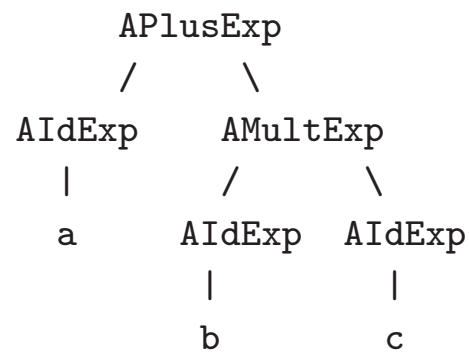 APlusExp
/ \
AIdExp AMultExp
| / \
a AIdExp AIdExp
| |
b c